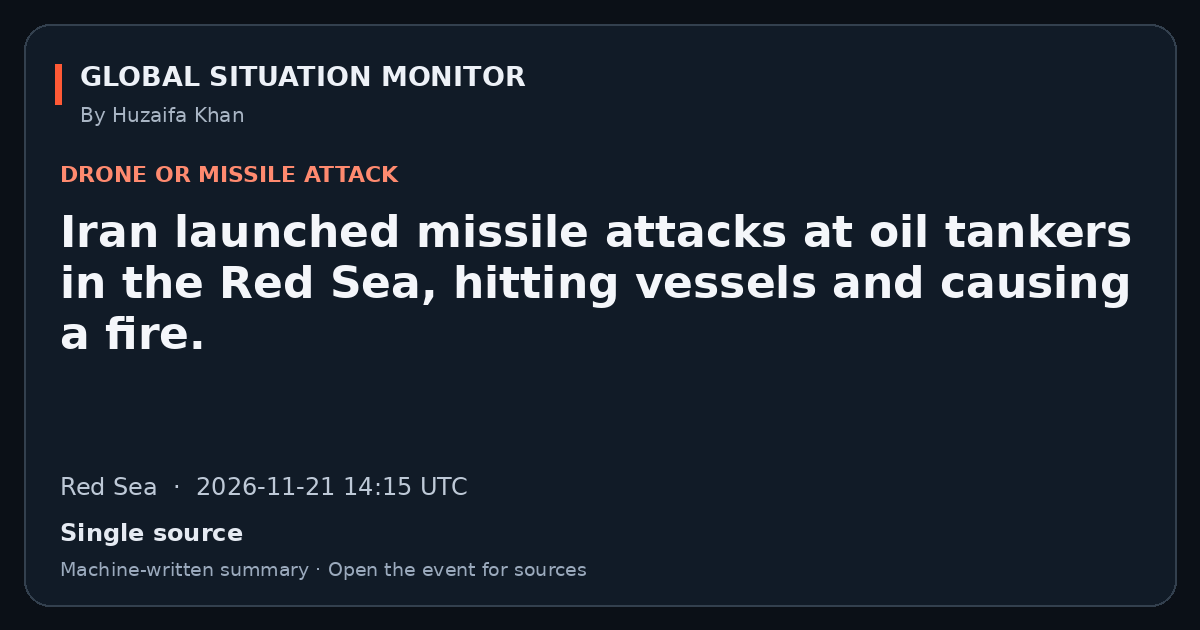 GLOBAL SITUATION MONITOR
By Huzaifa Khan
DRONE OR MISSILE ATTACK
Iran launched missile attacks at oil tankers
in the Red Sea, hitting vessels and causing
a fire.
Red Sea · 2026-11-21 14:15 UTC
Single source
Machine-written summary · Open the event for sources